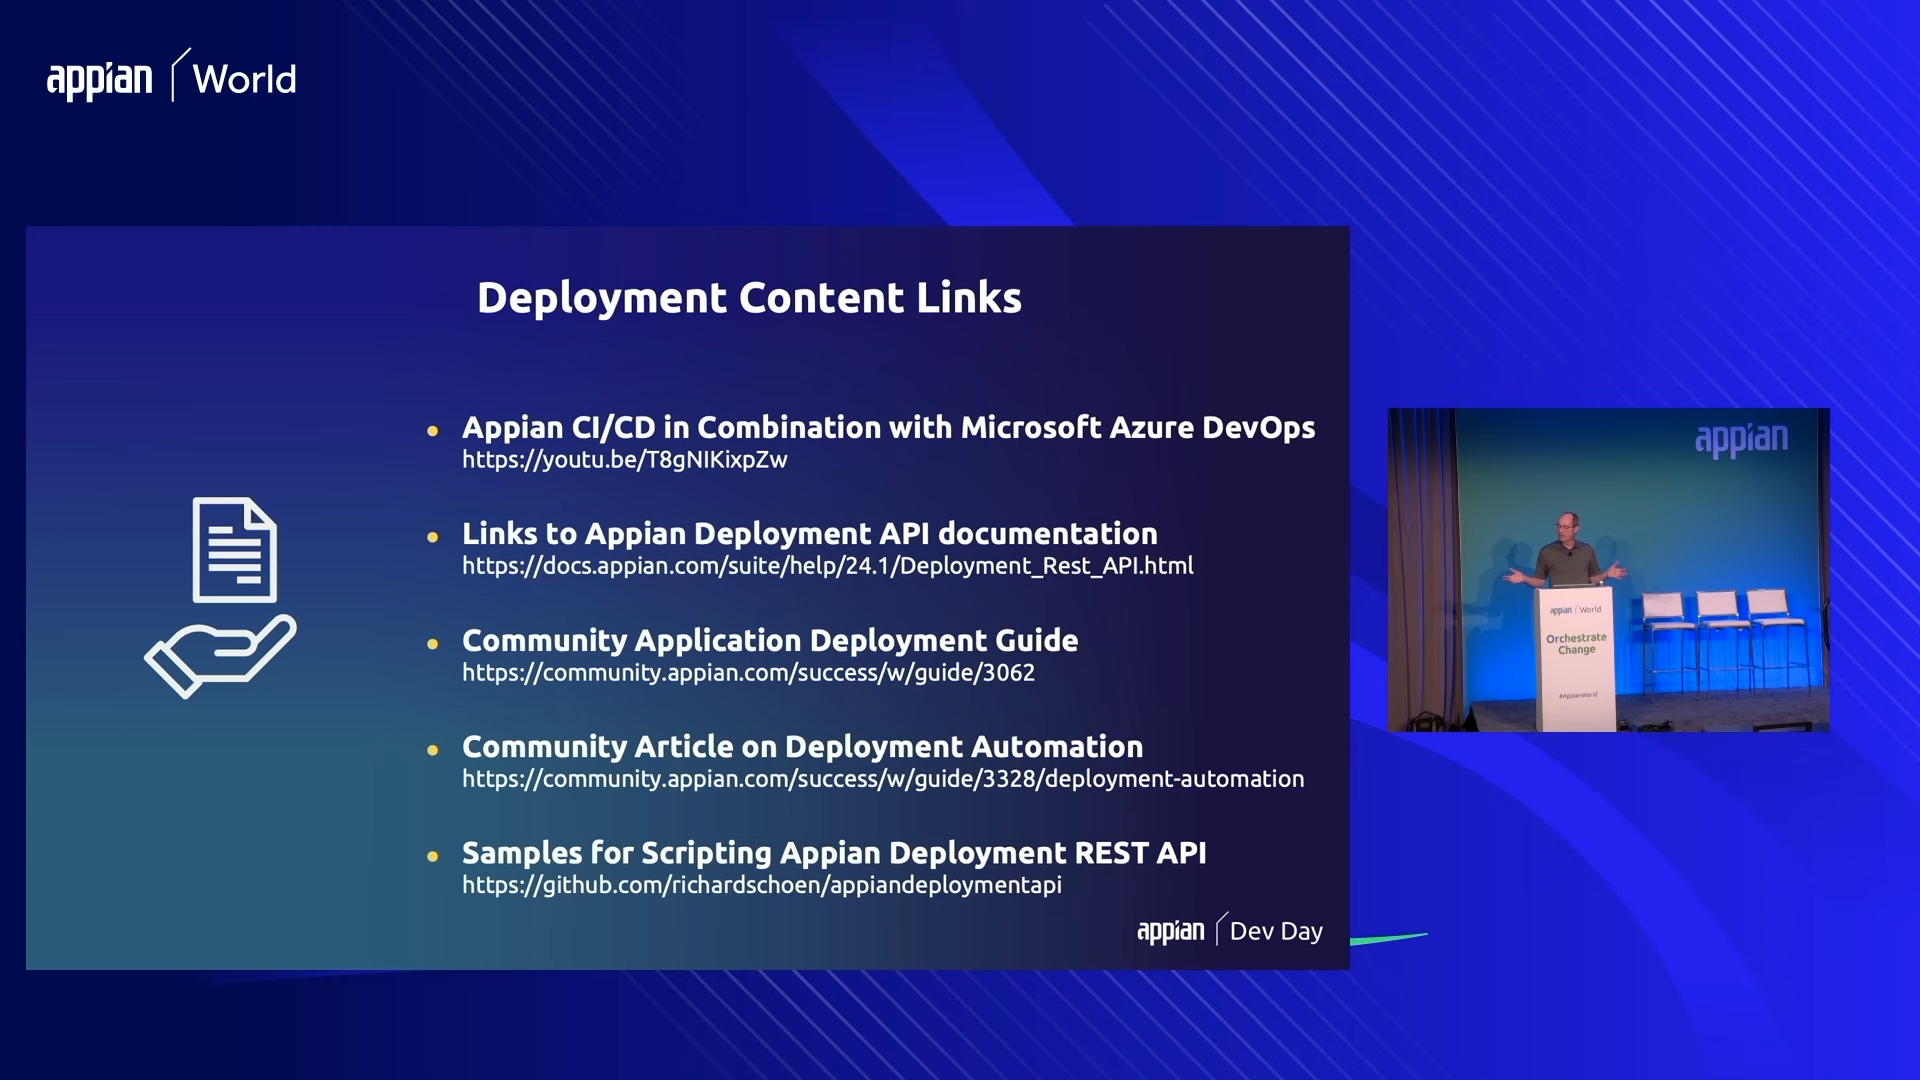 appian World
Deployment Content Links
Appian CI/CD in Combination with Microsoft Azure DevOps
https://youtu.be/T8gNIKixpZw
Links to Appian Deployment API documentation
https://docs.appian.com/suite/help/24.1/Deployment_Rest_API.html
Community Application Deployment Guide
https://community.appian.com/success/w/guide/3062
Community Article on Deployment Automation
https://community.appian.com/success/w/guide/3328/deployment-automation
Samples for Scripting Appian Deployment REST API
https://github.com/richardschoen/appiandeploymentapi
appian Dev Day
appian
appian World
Orchestrate
Change
#AppianWorld